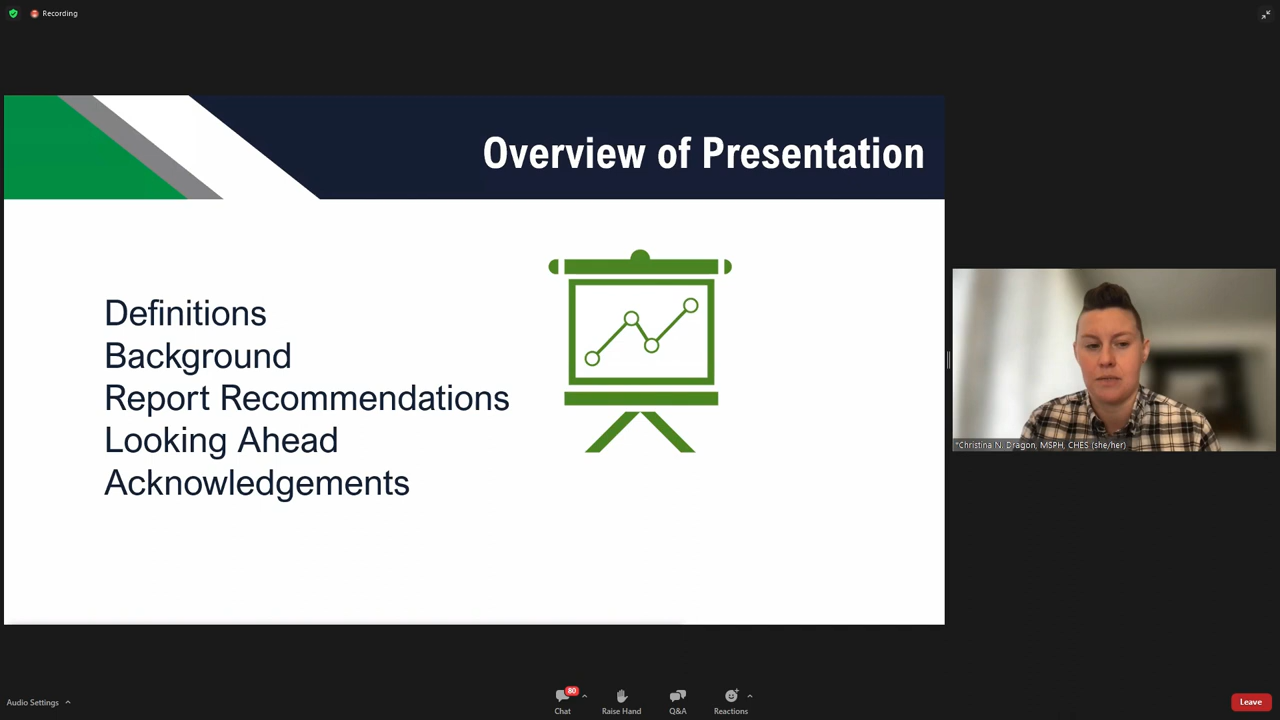 Recording
Overview of Presentation
Definitions
Background
Report Recommendations
Looking Ahead
Acknowledgements
*Christina N. Dragon, MSPH, CHES (she/her)
Audio Settings
80
Chat
Raise Hand
Q&A
Reactions
Leave